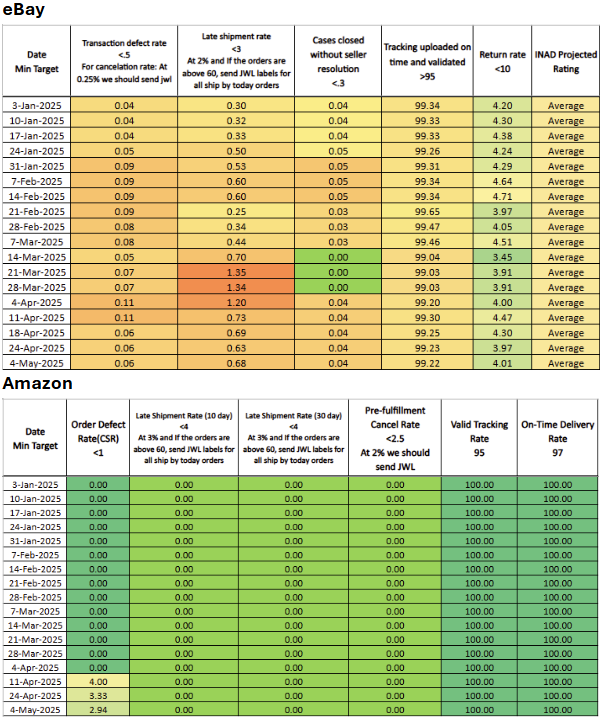 eBay
Date
Min Target
Transaction defect rate
<.5
For cancelation rate: At
0.25% we should send jwl
Late shipment rate
<3
At 2% and If the orders are
above 60, send JWL labels for
all ship by today orders
Cases closed
without seller
resolution
<.3
Tracking uploaded on
time and validated
>95
Return rate
<10
INAD Projected
Rating
3-Jan-2025 0.04 0.30 0.04 99.34 4.20 Average
10-Jan-2025 0.04 0.32 0.04 99.33 4.30 Average
17-Jan-2025 0.04 0.33 0.04 99.33 4.38 Average
24-Jan-2025 0.05 0.50 0.05 99.26 4.24 Average
31-Jan-2025 0.09 0.53 0.05 99.31 4.29 Average
7-Feb-2025 0.09 0.60 0.05 99.34 4.64 Average
14-Feb-2025 0.09 0.60 0.05 99.34 4.71 Average
21-Feb-2025 0.09 0.25 0.03 99.65 3.97 Average
28-Feb-2025 0.08 0.34 0.03 99.47 4.05 Average
7-Mar-2025 0.08 0.44 0.03 99.46 4.51 Average
14-Mar-2025 0.05 0.70 0.00 99.04 3.45 Average
21-Mar-2025 0.07 1.35 0.00 99.03 3.91 Average
28-Mar-2025 0.07 1.34 0.00 99.03 3.91 Average
4-Apr-2025 0.11 1.20 0.04 99.20 4.00 Average
11-Apr-2025 0.11 0.73 0.04 99.30 4.47 Average
18-Apr-2025 0.06 0.69 0.04 99.25 4.30 Average
24-Apr-2025 0.06 0.63 0.04 99.23 3.97 Average
4-May-2025 0.06 0.68 0.04 99.22 4.01 Average
Amazon
Date
Min Target
Order Defect
Rate(CSR)
<1
Late Shipment Rate (10 day)
<4
At 3% and If the orders are
above 60, send JWL labels for
all ship by today orders
Late Shipment Rate (30 day)
<4
At 3% and If the orders are
above 60, send JWL labels for
all ship by today orders
Pre-fulfillment
Cancel Rate
<2.5
At 2% we should
send JWL
Valid Tracking
Rate
95
On-Time Delivery
Rate
97
3-Jan-2025 0.00 0.00 0.00 0.00 100.00 100.00
10-Jan-2025 0.00 0.00 0.00 0.00 100.00 100.00
17-Jan-2025 0.00 0.00 0.00 0.00 100.00 100.00
24-Jan-2025 0.00 0.00 0.00 0.00 100.00 100.00
31-Jan-2025 0.00 0.00 0.00 0.00 100.00 100.00
7-Feb-2025 0.00 0.00 0.00 0.00 100.00 100.00
14-Feb-2025 0.00 0.00 0.00 0.00 100.00 100.00
21-Feb-2025 0.00 0.00 0.00 0.00 100.00 100.00
28-Feb-2025 0.00 0.00 0.00 0.00 100.00 100.00
7-Mar-2025 0.00 0.00 0.00 0.00 100.00 100.00
14-Mar-2025 0.00 0.00 0.00 0.00 100.00 100.00
21-Mar-2025 0.00 0.00 0.00 0.00 100.00 100.00
28-Mar-2025 0.00 0.00 0.00 0.00 100.00 100.00
4-Apr-2025 0.00 0.00 0.00 0.00 100.00 100.00
11-Apr-2025 4.00 0.00 0.00 0.00 100.00 100.00
24-Apr-2025 3.33 0.00 0.00 0.00 100.00 100.00
4-May-2025 2.94 0.00 0.00 0.00 100.00 100.00